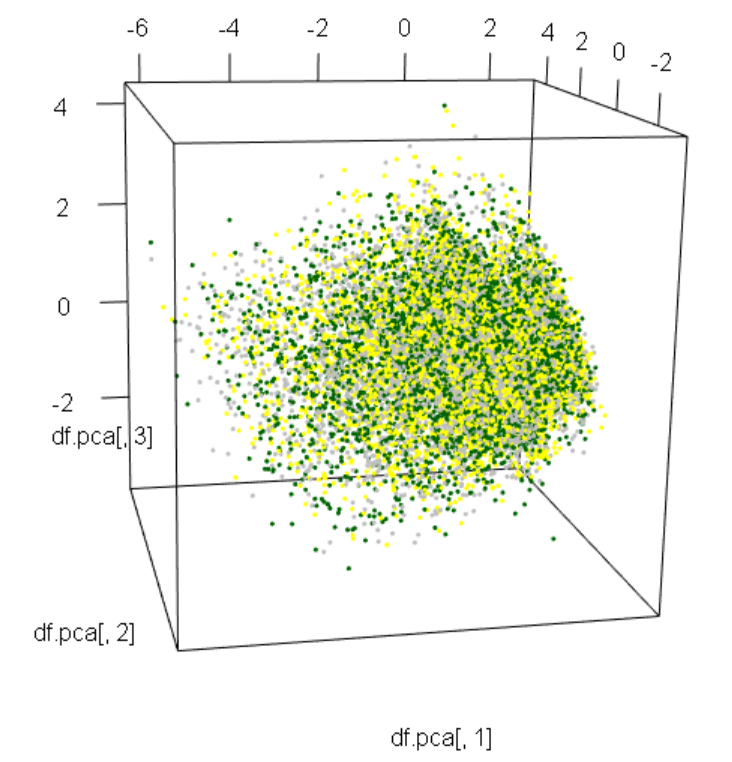 -6 -4 -2 0 2 4 2 0 -2
4
2
0
-2
df.pca[, 3]
df.pca[, 2]
df.pca[, 1]